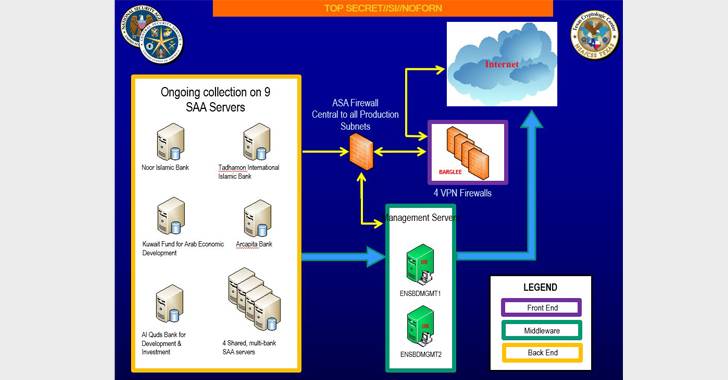 TOP SECRET//SI//NOFORN
Ongoing collection on 9
SAA Servers
Noor Islamic Bank
Tadhamon International
Islamic Bank
Kuwait Fund for Arab Economic
Development
Arcapita Bank
Al Quds Bank for
Development &
Investment
4 Shared, multi-bank
SAA servers
ASA Firewall
Central to all Production
Subnets
Internet
BARGLEE
4 VPN Firewalls
Management Servers
ENSBDMGMT1
ENSBDMGMT2
LEGEND
Front End
Middleware
Back End